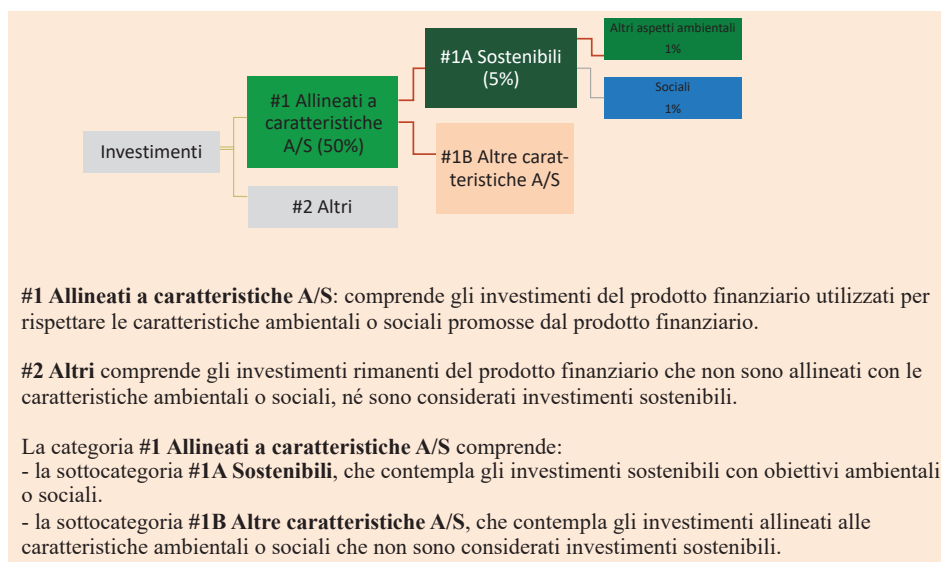 Altri aspetti ambientali
1%
#1A Sostenibili
(5%)
Sociali
1%
#1 Allineati a
caratteristiche
A/S (50%)
Investimenti
#1B Altre carat-
teristiche A/S
#2 Altri
#1 Allineati a caratteristiche A/S: comprende gli investimenti del prodotto finanziario utilizzati per
rispettare le caratteristiche ambientali o sociali promosse dal prodotto finanziario.
#2 Altri comprende gli investimenti rimanenti del prodotto finanziario che non sono allineati con le
caratteristiche ambientali o sociali, né sono considerati investimenti sostenibili.
La categoria #1 Allineati a caratteristiche A/S comprende:
- la sottocategoria #1A Sostenibili, che contempla gli investimenti sostenibili con obiettivi ambientali
o sociali.
- la sottocategoria #1B Altre caratteristiche A/S, che contempla gli investimenti allineati alle
caratteristiche ambientali o sociali che non sono considerati investimenti sostenibili.